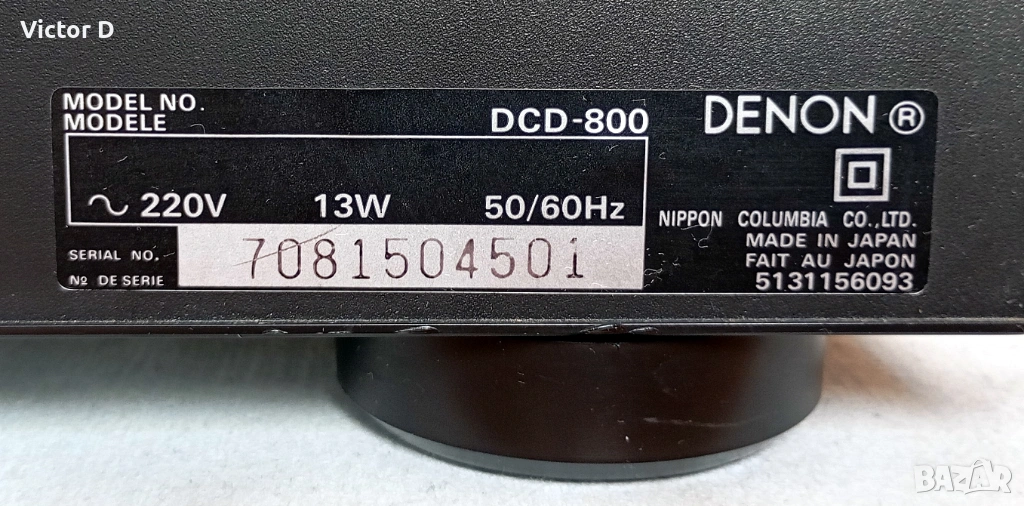 Victor D
MODEL NO.
MODELE
DCD-800
DENON ®
∿ 220V 13W 50/60Hz
NIPPON COLUMBIA CO.,LTD.
MADE IN JAPAN
FAIT AU JAPON
5131156093
SERIAL NO.
№ DE SERIE
7081504501
BAZAR